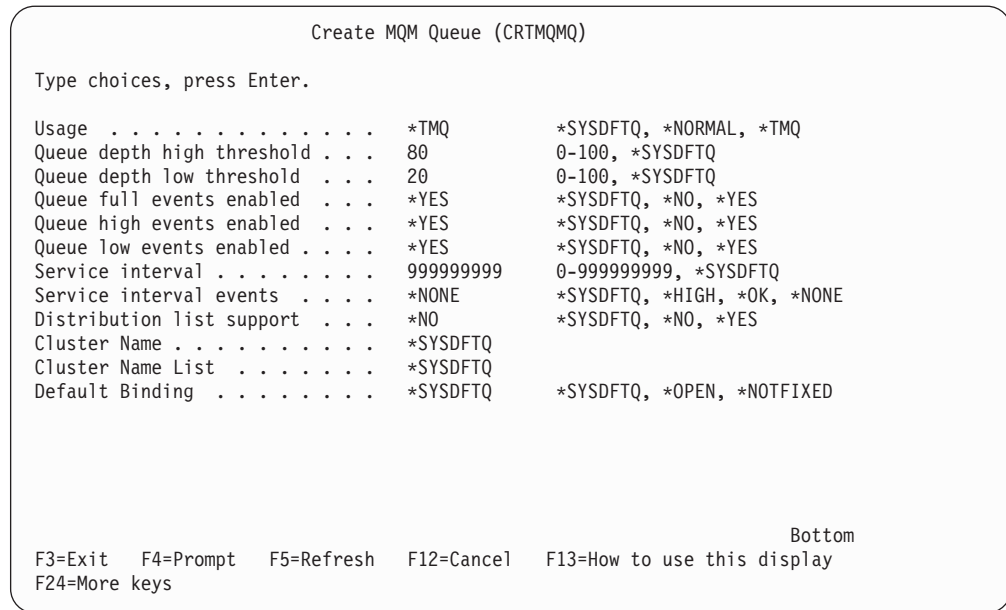 Create MQM Queue (CRTMQMQ)
Type choices, press Enter.
Usage . . . . . . . . . . . . . *TMQ *SYSDFTQ, *NORMAL, *TMQ
Queue depth high threshold . . . 80 0-100, *SYSDFTQ
Queue depth low threshold . . . 20 0-100, *SYSDFTQ
Queue full events enabled . . . *YES *SYSDFTQ, *NO, *YES
Queue high events enabled . . . *YES *SYSDFTQ, *NO, *YES
Queue low events enabled . . . . *YES *SYSDFTQ, *NO, *YES
Service interval . . . . . . . . 999999999 0-999999999, *SYSDFTQ
Service interval events . . . . *NONE *SYSDFTQ, *HIGH, *OK, *NONE
Distribution list support . . . *NO *SYSDFTQ, *NO, *YES
Cluster Name . . . . . . . . . . *SYSDFTQ
Cluster Name List . . . . . . . *SYSDFTQ
Default Binding . . . . . . . . *SYSDFTQ *SYSDFTQ, *OPEN, *NOTFIXED
Bottom
F3=Exit F4=Prompt F5=Refresh F12=Cancel F13=How to use this display
F24=More keys